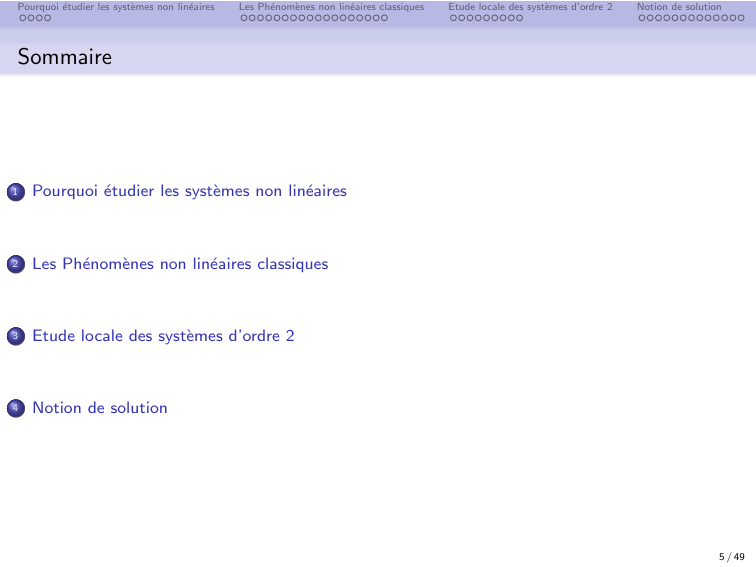 Pourquoi étudier les systèmes non linéaires Les Phénomènes non linéaires classiques Etude locale des systèmes d'ordre 2 Notion de solution
Sommaire
1 Pourquoi étudier les systèmes non linéaires
2 Les Phénomènes non linéaires classiques
3 Etude locale des systèmes d'ordre 2
4 Notion de solution
5 / 49